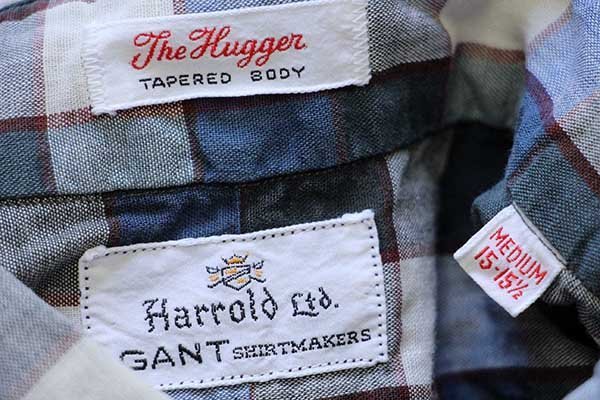 The Hugger
TAPERED BODY
Harrold Ltd.
GANT SHIRTMAKERS
MEDIUM
15-15½